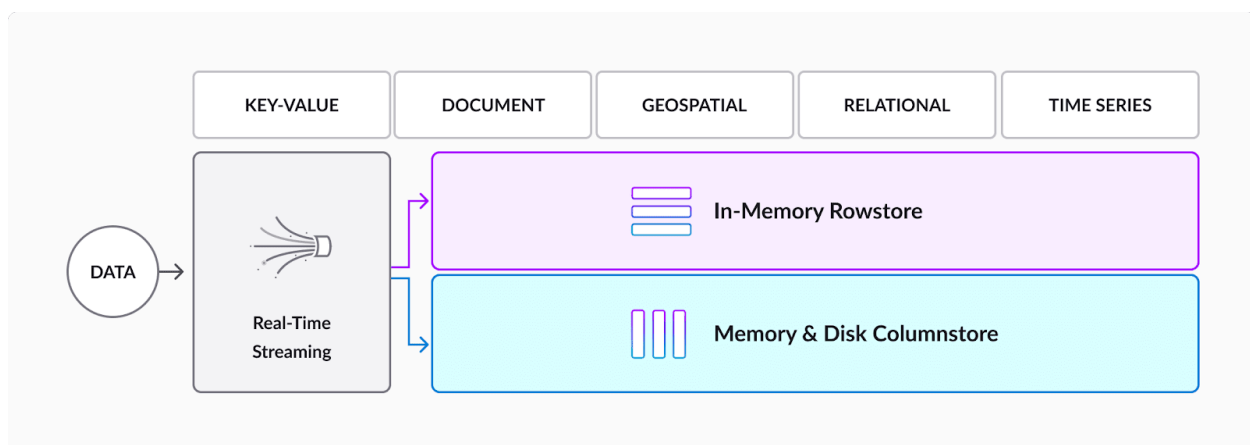 KEY-VALUE
DOCUMENT
GEOSPATIAL
RELATIONAL
TIME SERIES
DATA
Real-Time
Streaming
In-Memory Rowstore
Memory & Disk Columnstore